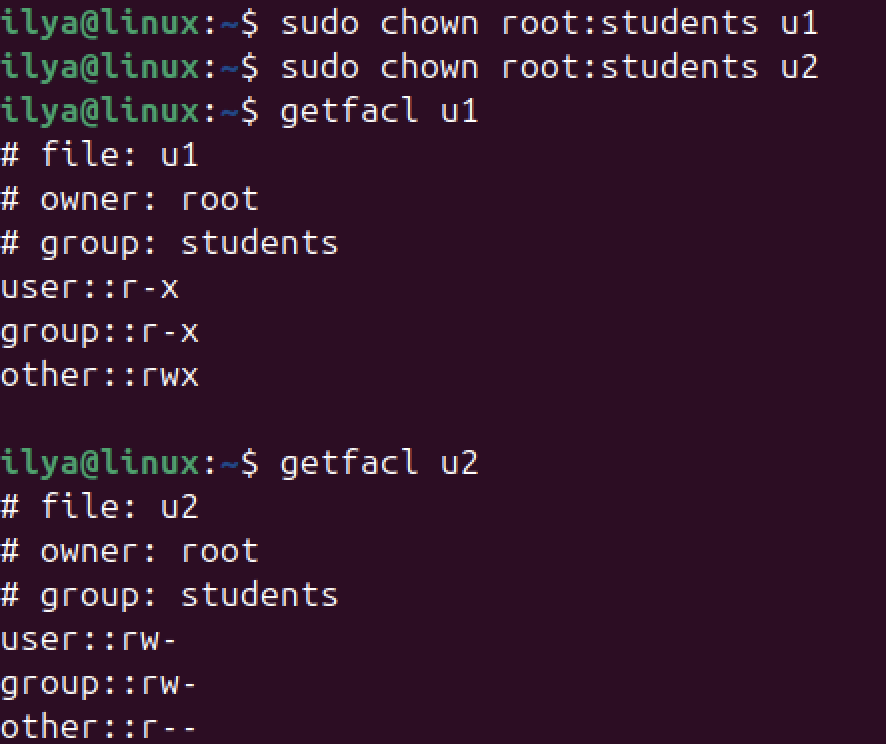 ilya@linux:~$ sudo chown root:students u1
ilya@linux:~$ sudo chown root:students u2
ilya@linux:~$ getfacl u1
# file: u1
# owner: root
# group: students
user::r-x
group::r-x
other::rwx
ilya@linux:~$ getfacl u2
# file: u2
# owner: root
# group: students
user::rw-
group::rw-
other::r--